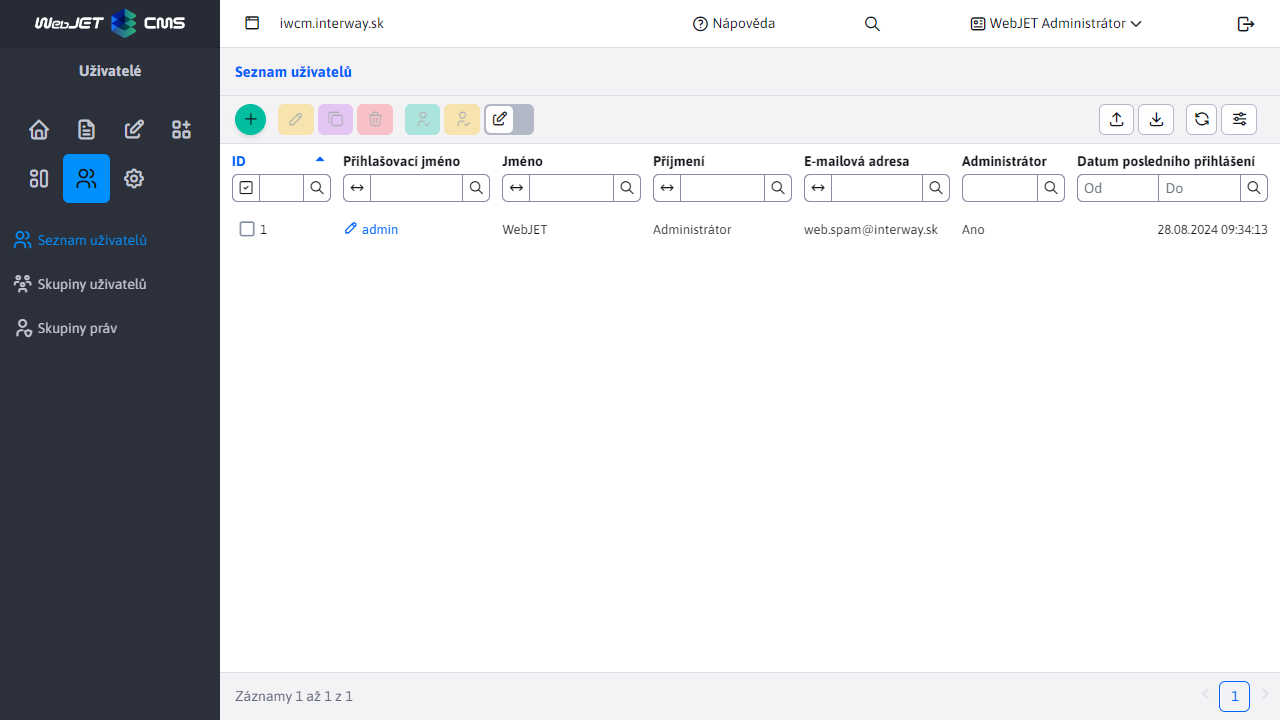 WebJET CMS
iwcm.interway.sk
Nápověda
WebJET Administrátor
Uživatelé
Seznam uživatelů
Skupiny uživatelů
Skupiny práv
Seznam uživatelů
ID Přihlašovací jméno Jméno Příjmení E-mailová adresa Administrátor Datum posledního přihlášení
Od Do
1 admin WebJET Administrátor web.spam@interway.sk Ano 28.08.2024 09:34:13
Záznamy 1 až 1 z 1
1